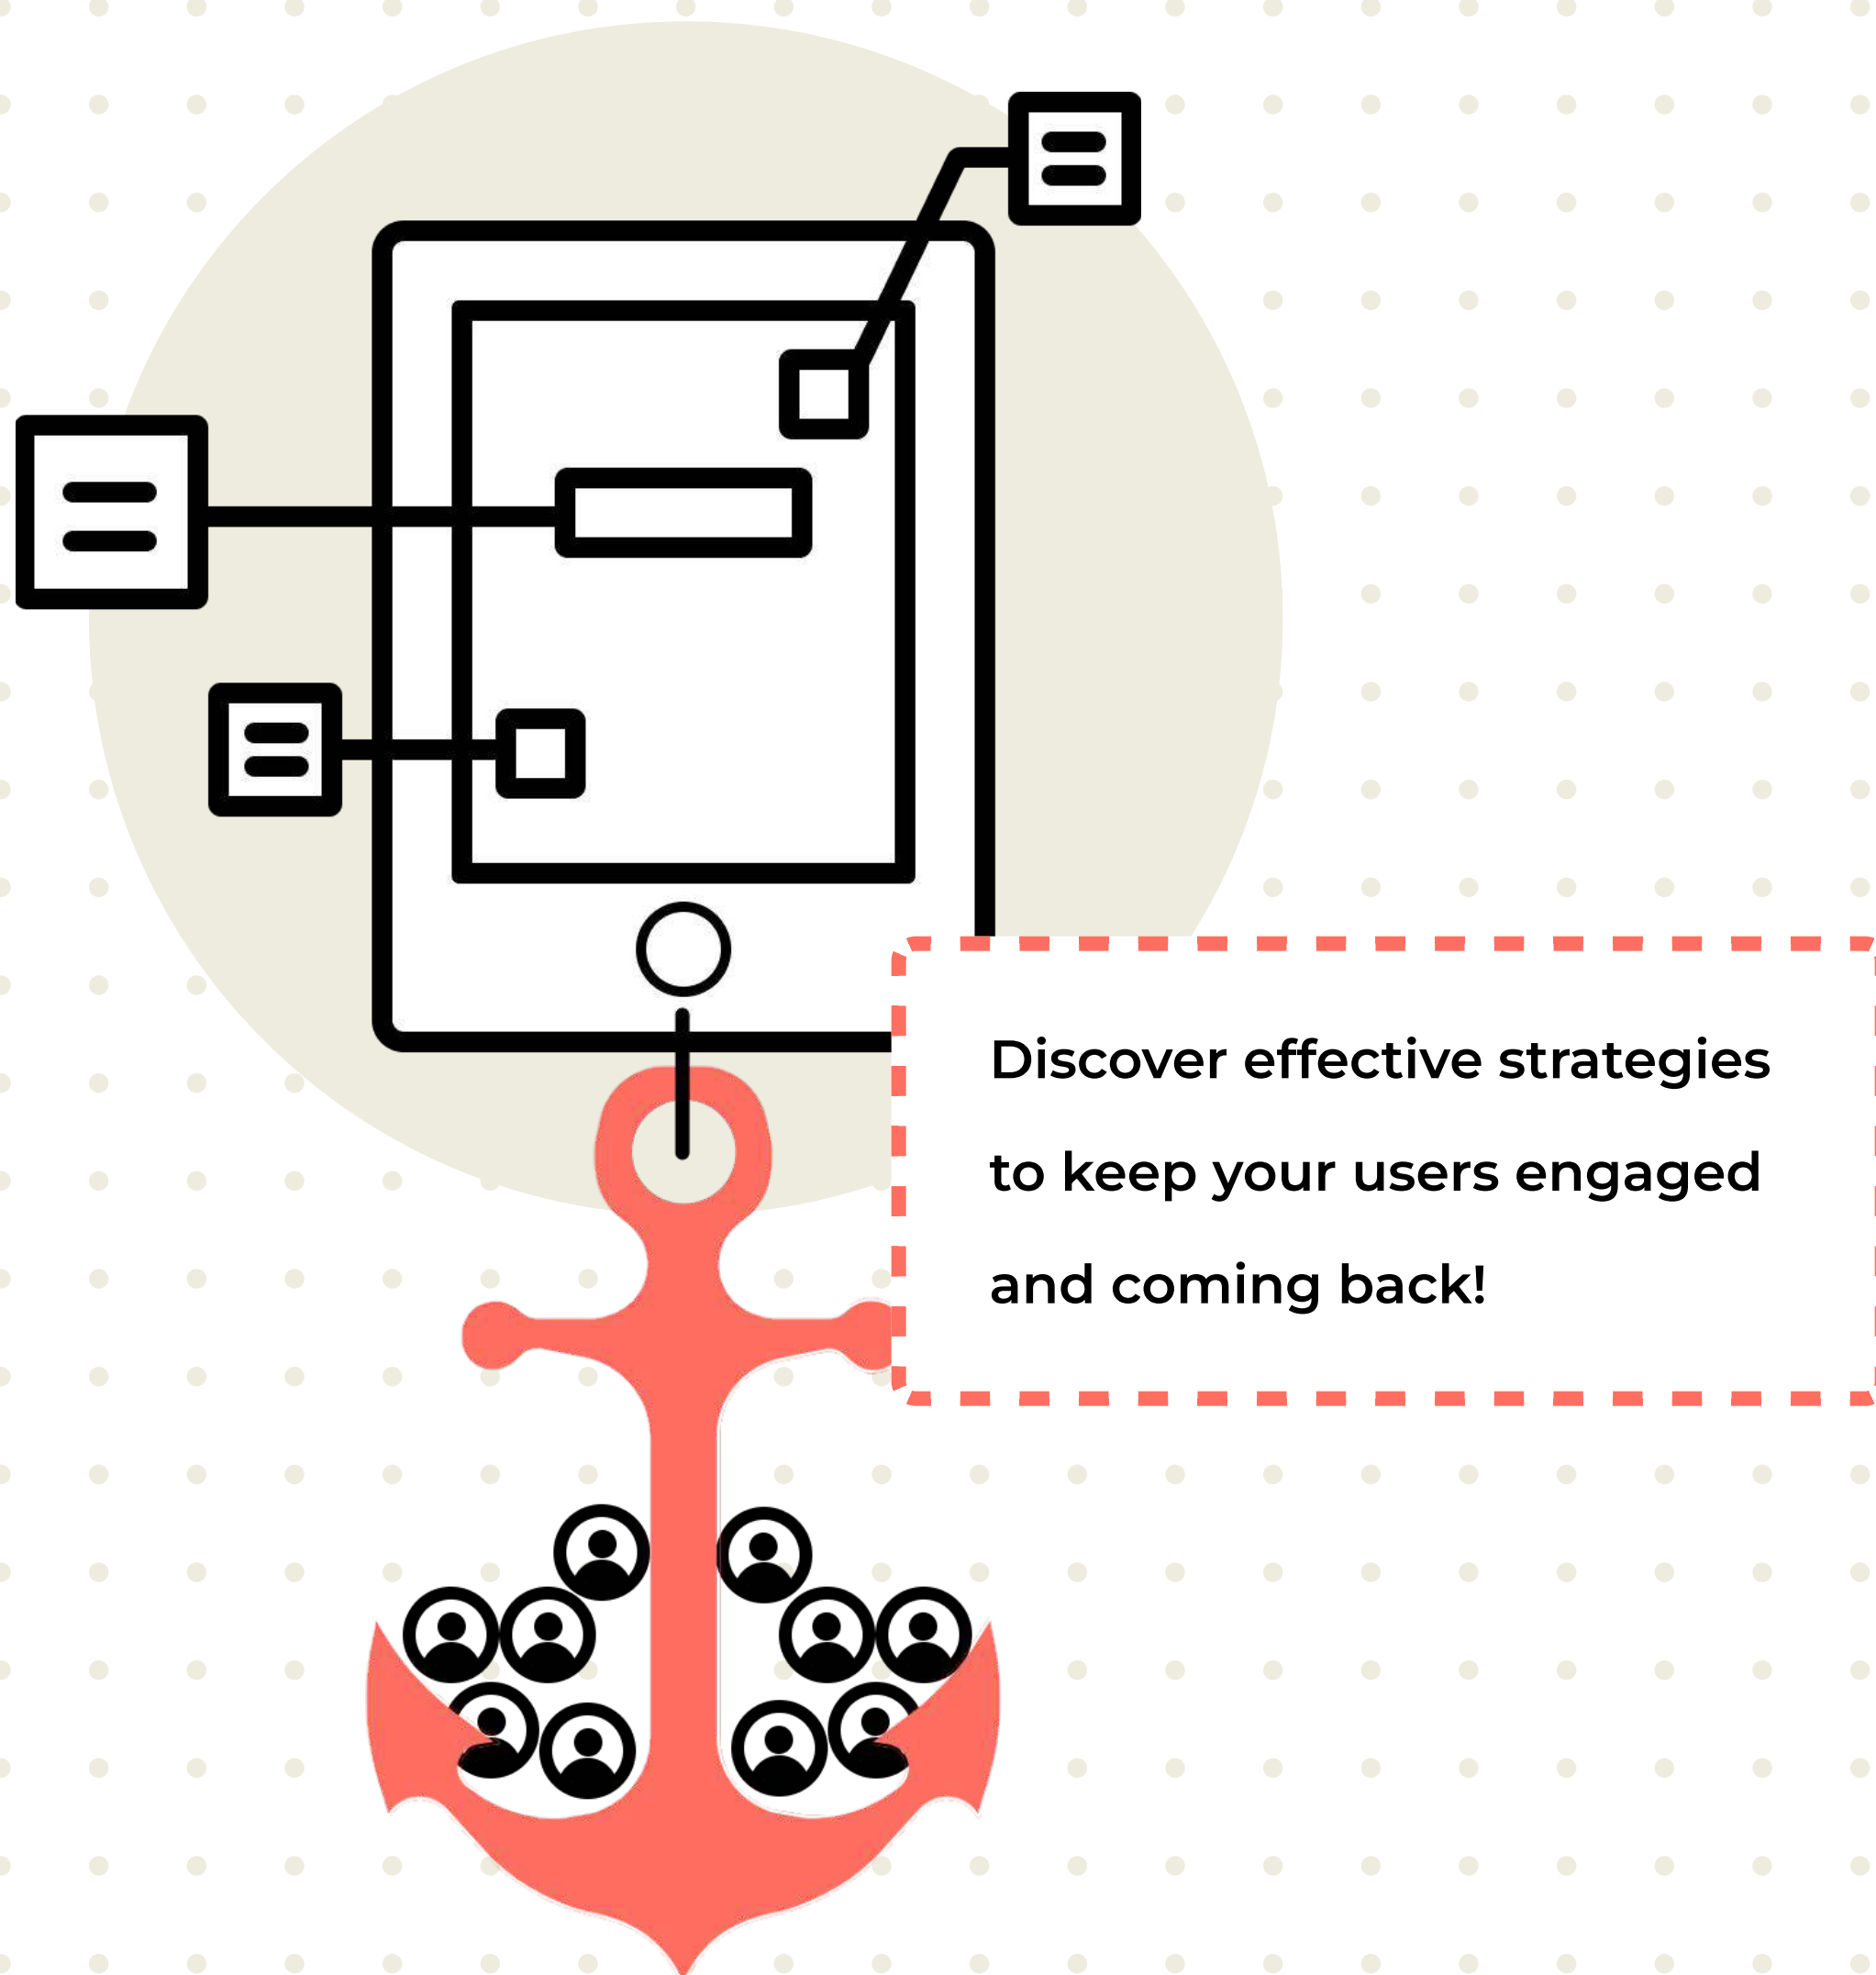 Discover effective strategies
to keep your users engaged
and coming back!